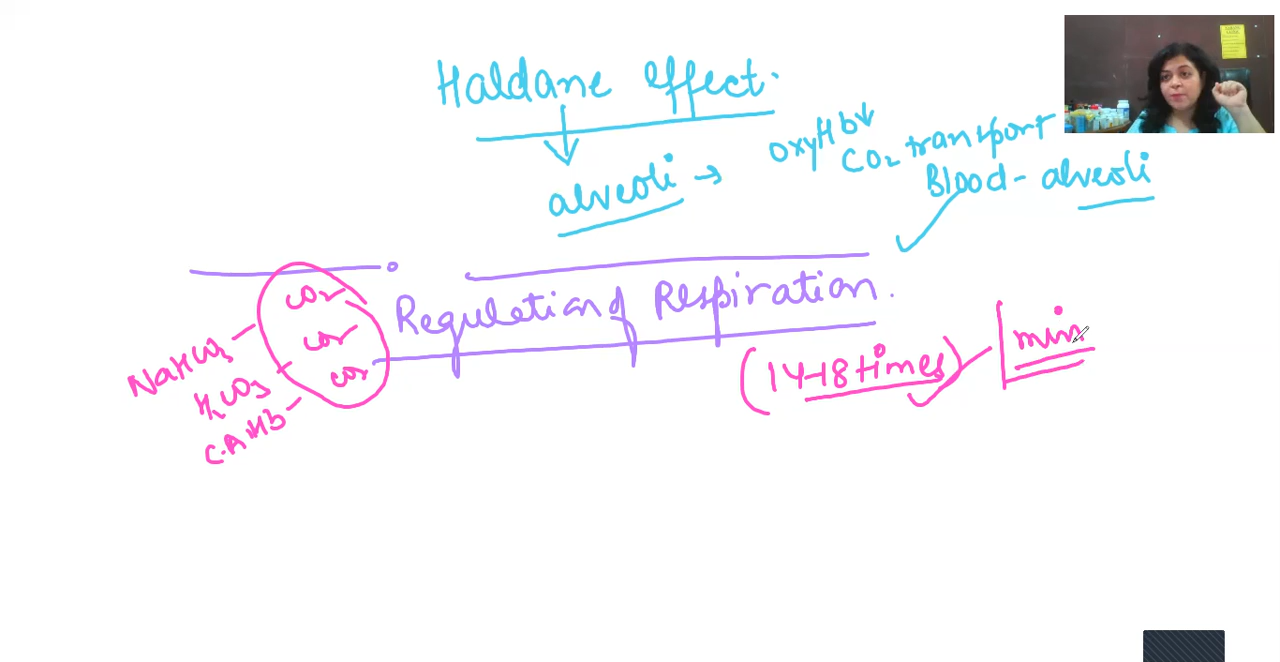 Haldane effect.
alveoli →
oxyHb↓
CO2 transport
Blood - alveoli
Regulation of Respiration.
CO2
CO2
CO2
NaHCO3
H2CO3
C.A.Hb
(14-18 times)
min